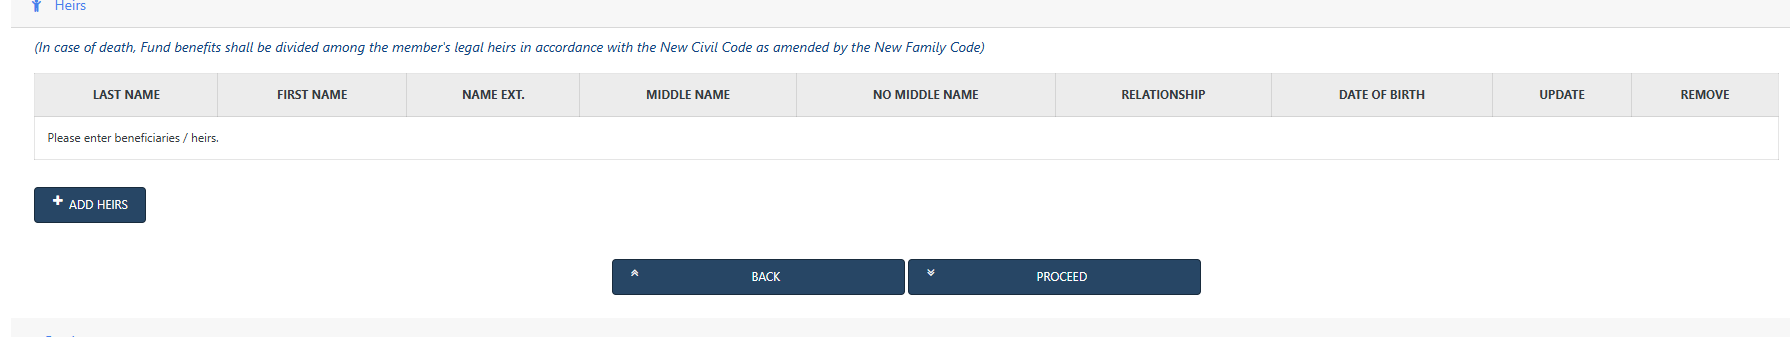 Heirs
(In case of death, Fund benefits shall be divided among the member's legal heirs in accordance with the New Civil Code as amended by the New Family Code)
LAST NAME FIRST NAME NAME EXT. MIDDLE NAME NO MIDDLE NAME RELATIONSHIP DATE OF BIRTH UPDATE REMOVE
Please enter beneficiaries / heirs.
ADD HEIRS
BACK PROCEED